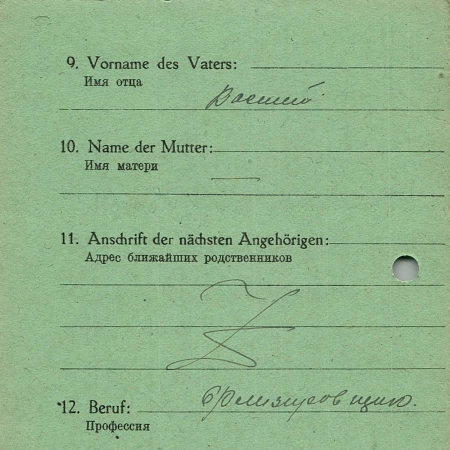 9. Vorname des Vaters:
Имя отца
Василий
10. Name der Mutter:
Имя матери
—
11. Anschrift der nächsten Angehörigen:
Адрес ближайших родственников
12. Beruf:
Профессия